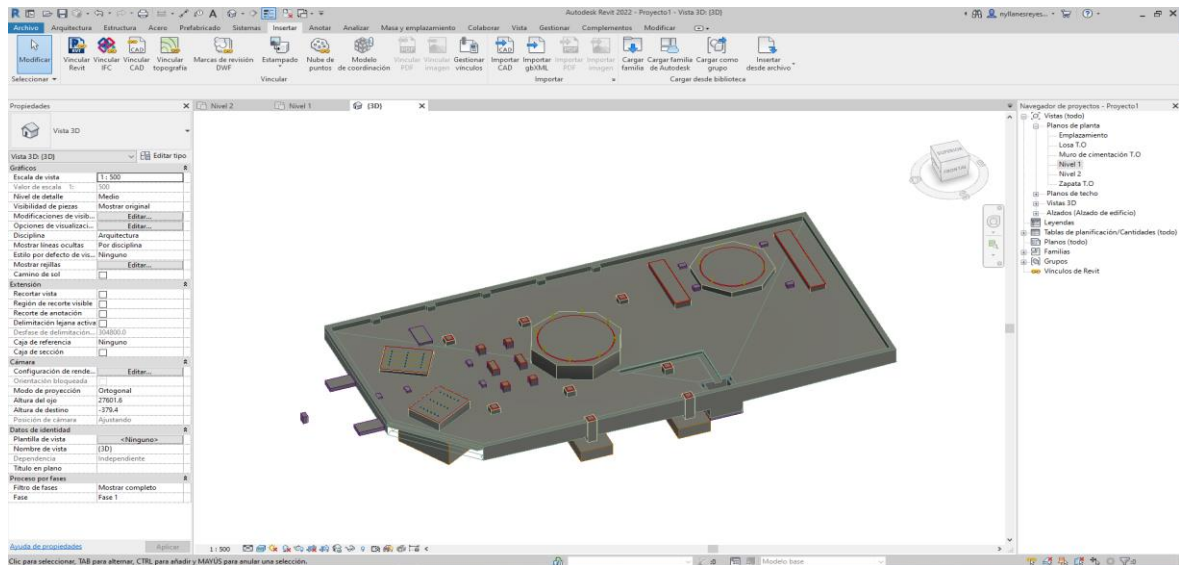 Autodesk Revit 2022 - Proyecto1 - Vista 3D: {3D}
nyllanesreyes...
Archivo Arquitectura Estructura Acero Prefabricado Sistemas Insertar Anotar Analizar Masa y emplazamiento Colaborar Vista Gestionar Complementos Modificar
Modificar
Vincular Revit
Vincular IFC
Vincular CAD
Vincular topografía
Marcas de revisión DWF
Estampado
Nube de puntos
Modelo de coordinación
Vincular PDF
Vincular imagen
Gestionar vínculos
Importar CAD
Importar gbXML
Importar PDF
Importar imagen
Cargar familia
Cargar familia de Autodesk
Cargar como grupo
Insertar desde archivo
Seleccionar
Vincular
Importar
Cargar desde biblioteca
Propiedades
Vista 3D
Vista 3D: {3D}
Editar tipo
Gráficos
Escala de vista 1 : 500
Valor de escala 1: 500
Nivel de detalle Medio
Visibilidad de piezas Mostrar original
Modificaciones de visib... Editar...
Opciones de visualizaci... Editar...
Disciplina Arquitectura
Mostrar líneas ocultas Por disciplina
Estilo por defecto de vis... Ninguno
Mostrar rejillas Editar...
Camino de sol
Extensión
Recortar vista
Región de recorte visible
Recorte de anotación
Delimitación lejana activa
Desfase de delimitación... 304800.0
Caja de referencia Ninguno
Caja de sección
Cámara
Configuración de rende... Editar...
Orientación bloqueada
Modo de proyección Ortogonal
Altura del ojo 27601.6
Altura de destino -379.4
Posición de cámara Ajustando
Datos de identidad
Plantilla de vista <Ninguno>
Nombre de vista {3D}
Dependencia Independiente
Título en plano
Proceso por fases
Filtro de fases Mostrar completo
Fase Fase 1
Ayuda de propiedades
Aplicar
Nivel 2
Nivel 1
{3D}
SUPERIOR
FRONTAL
Navegador de proyectos - Proyecto1
Vistas (todo)
Planos de planta
Emplazamiento
Losa T.O
Muro de cimentación T.O
Nivel 1
Nivel 2
Zapata T.O
Planos de techo
Vistas 3D
Alzados (Alzado de edificio)
Leyendas
Tablas de planificación/Cantidades (todo)
Planos (todo)
Familias
Grupos
Vínculos de Revit
1 : 500
Clic para seleccionar, TAB para alternar, CTRL para añadir y MAYÚS para anular una selección.
:0
Modelo base
:0